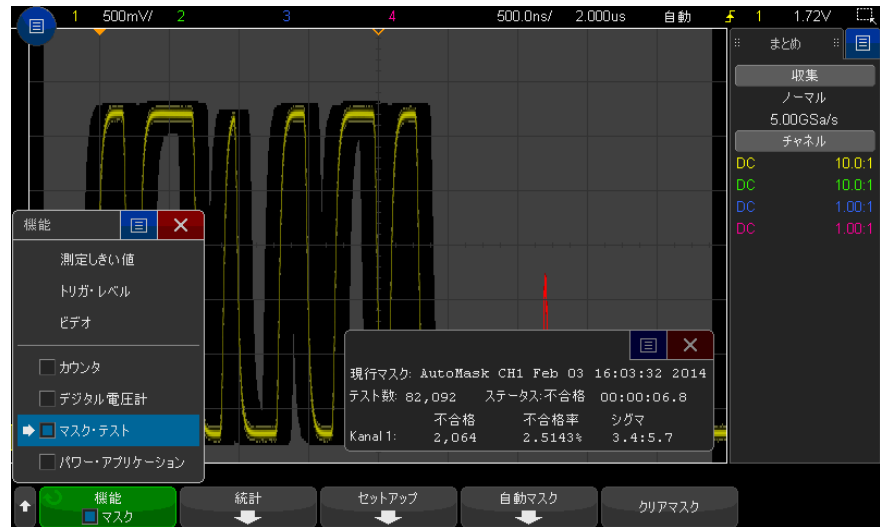 1 500mV/ 2 3 4 500.0ns/ 2.000us 自動 1 1.72V
まとめ
収集
ノーマル
5.00GSa/s
チャネル
DC 10.0:1
DC 10.0:1
DC 1.00:1
DC 1.00:1
機能
測定しきい値
トリガ・レベル
ビデオ
カウンタ
デジタル電圧計
マスク・テスト
パワー・アプリケーション
現行マスク: AutoMask CH1 Feb 03 16:03:32 2014
テスト数: 82,092 ステータス:不合格 00:00:06.8
不合格 不合格率 シグマ
Kanal 1: 2,064 2.5143% 3.4:5.7
機能
マスク
統計
セットアップ
自動マスク
クリアマスク